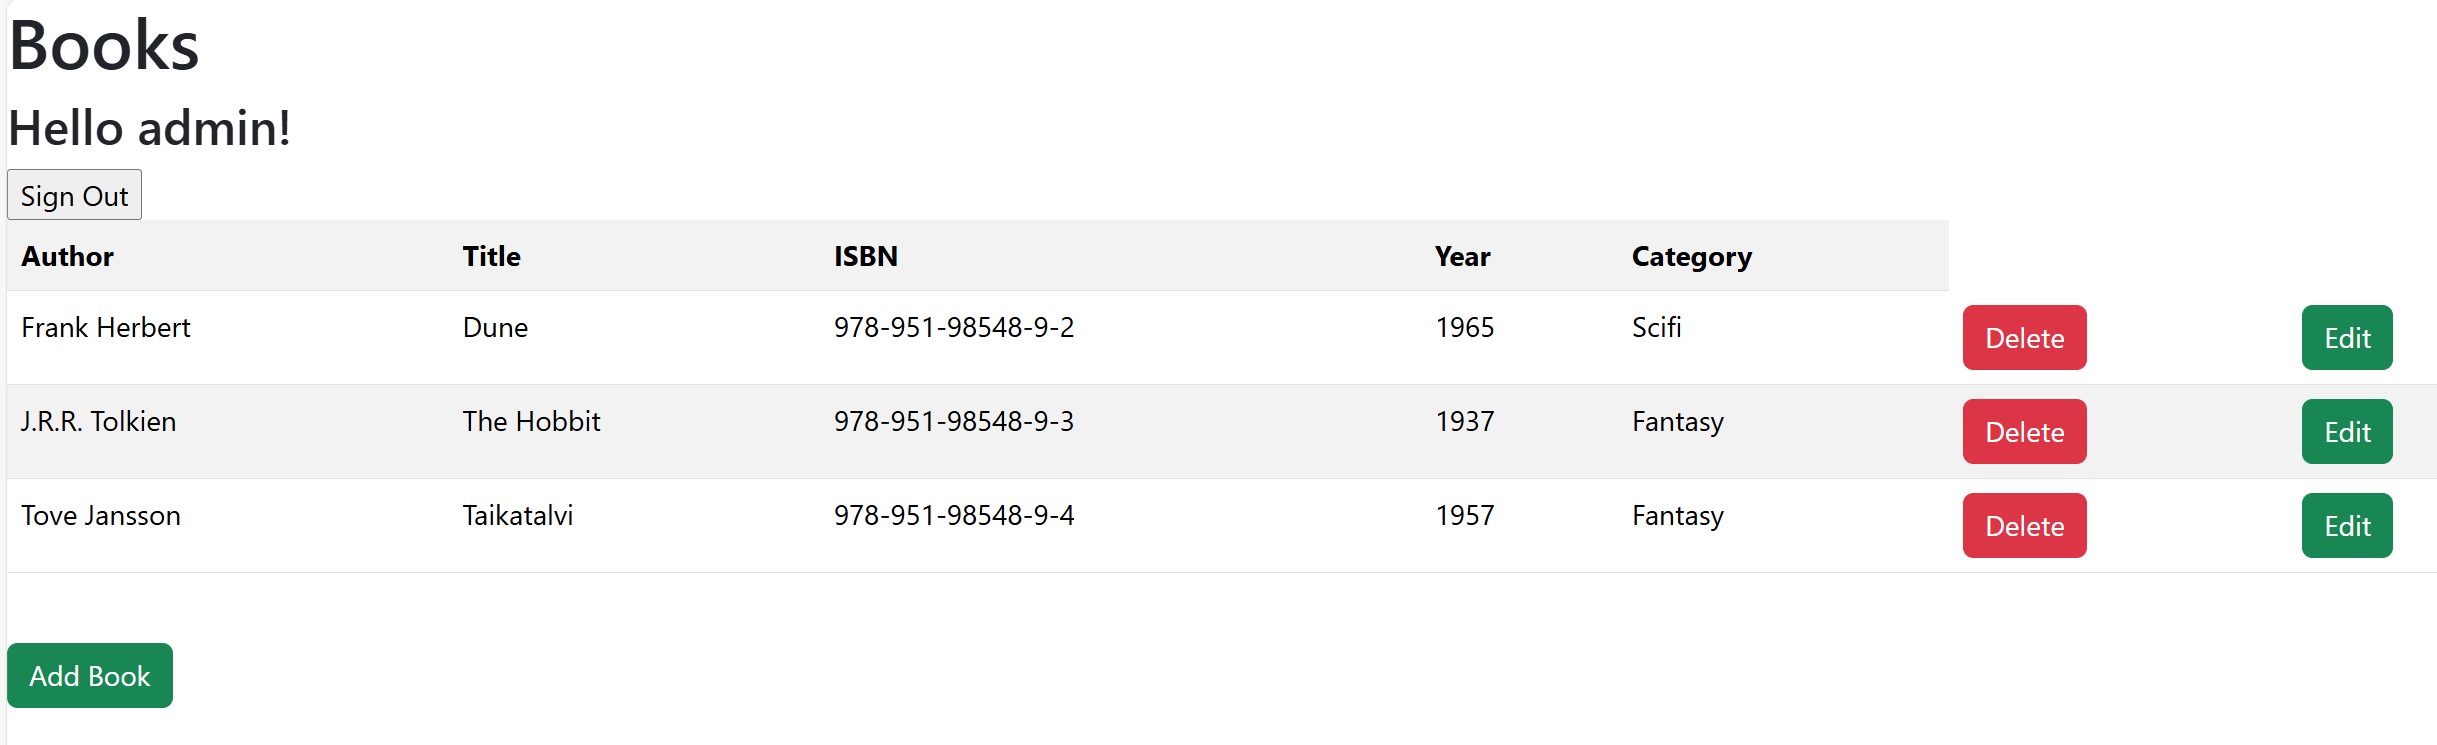 Books
Hello admin!
Sign Out
Author Title ISBN Year Category
Frank Herbert Dune 978-951-98548-9-2 1965 Scifi Delete Edit
J.R.R. Tolkien The Hobbit 978-951-98548-9-3 1937 Fantasy Delete Edit
Tove Jansson Taikatalvi 978-951-98548-9-4 1957 Fantasy Delete Edit
Add Book